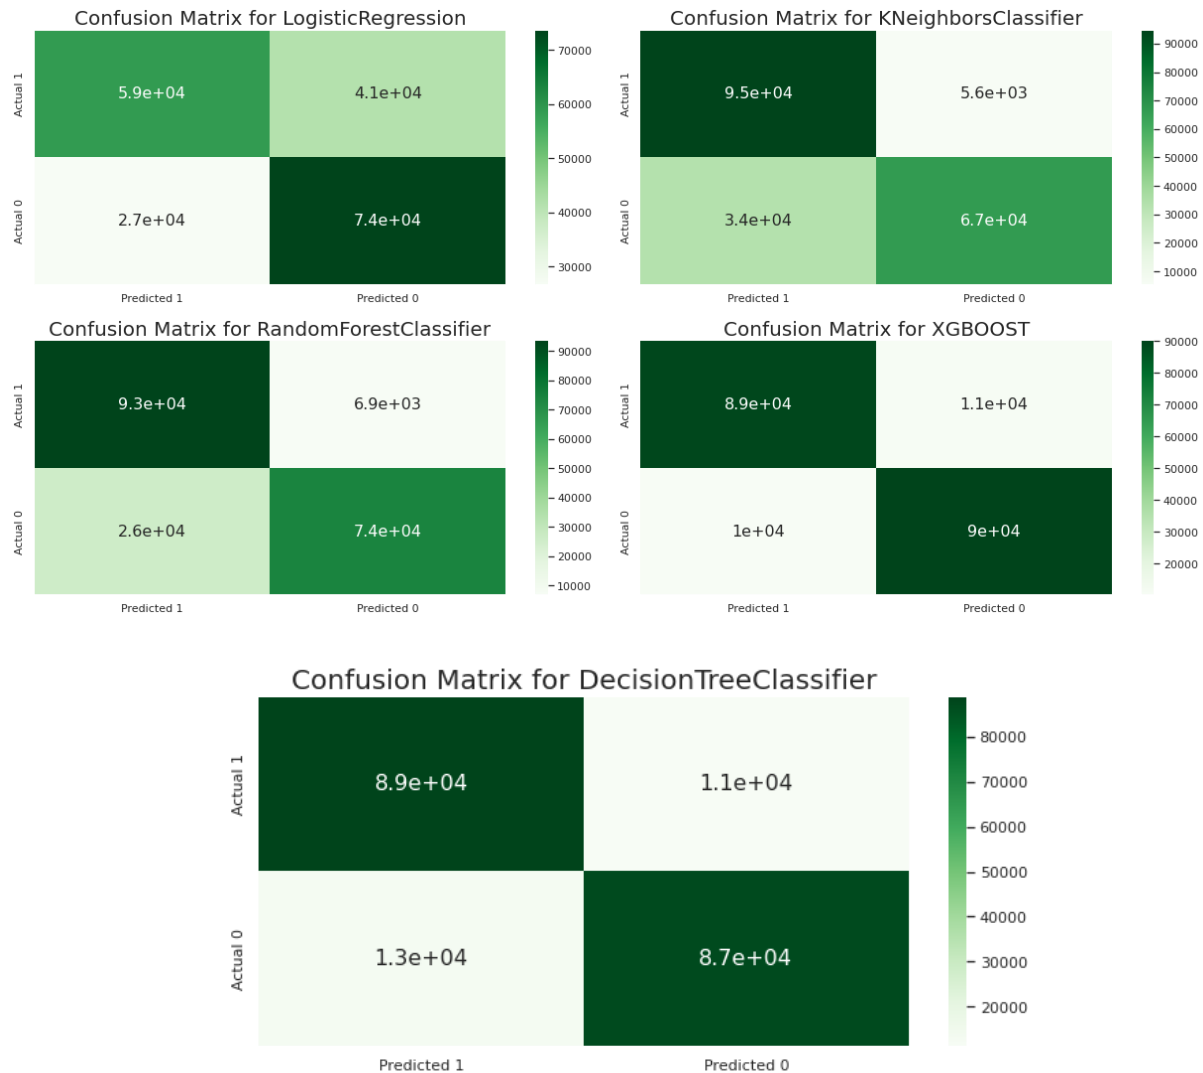 Confusion Matrix for LogisticRegression
Actual 1
5.9e+04 4.1e+04
Actual 0
2.7e+04 7.4e+04
Predicted 1 Predicted 0
70000
60000
50000
40000
30000
Confusion Matrix for KNeighborsClassifier
Actual 1
9.5e+04 5.6e+03
Actual 0
3.4e+04 6.7e+04
Predicted 1 Predicted 0
90000
80000
70000
60000
50000
40000
30000
20000
10000
Confusion Matrix for RandomForestClassifier
Actual 1
9.3e+04 6.9e+03
Actual 0
2.6e+04 7.4e+04
Predicted 1 Predicted 0
90000
80000
70000
60000
50000
40000
30000
20000
10000
Confusion Matrix for XGBOOST
Actual 1
8.9e+04 1.1e+04
Actual 0
1e+04 9e+04
Predicted 1 Predicted 0
90000
80000
70000
60000
50000
40000
30000
20000
Confusion Matrix for DecisionTreeClassifier
Actual 1
8.9e+04 1.1e+04
Actual 0
1.3e+04 8.7e+04
Predicted 1 Predicted 0
80000
70000
60000
50000
40000
30000
20000